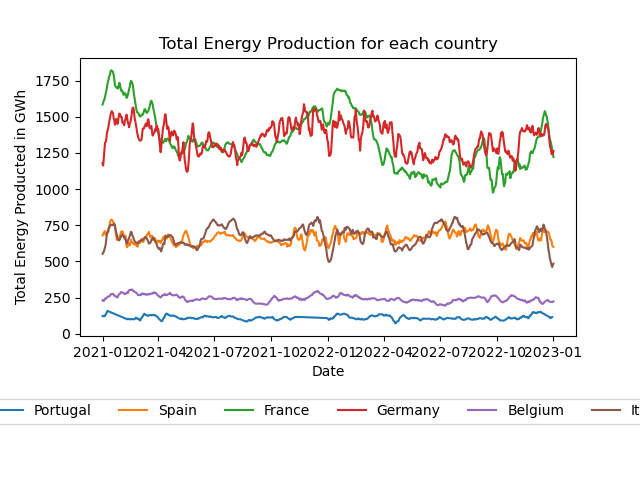 Total Energy Production for each country
Total Energy Producted in GWh
1750
1500
1250
1000
750
500
250
0
2021-01 2021-04 2021-07 2021-10 2022-01 2022-04 2022-07 2022-10 2023-01
Date
Portugal Spain France Germany Belgium It